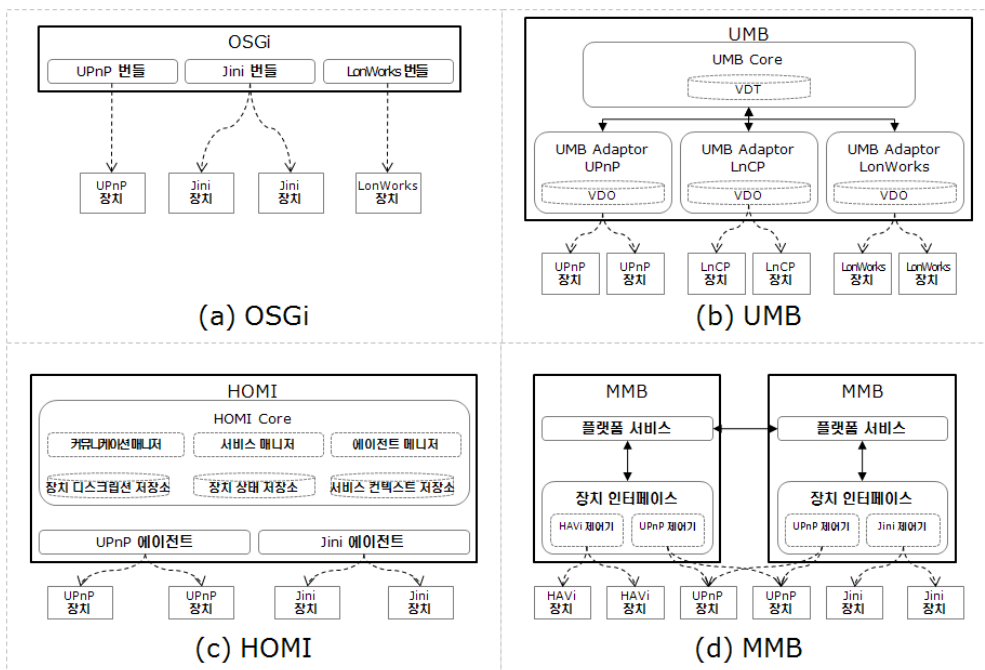 OSGi
UPnP 번들
Jini 번들
LonWorks 번들
UPnP
장치
Jini
장치
Jini
장치
LonWorks
장치
(a) OSGi
UMB
UMB Core
VDT
UMB Adaptor
UPnP
VDO
UMB Adaptor
LnCP
VDO
UMB Adaptor
LonWorks
VDO
UPnP
장치
UPnP
장치
LnCP
장치
LnCP
장치
LonWorks
장치
LonWorks
장치
(b) UMB
HOMI
HOMI Core
커뮤니케이션매니저
서비스 매니저
에이전트 메니저
장치 디스크립션 저장소
장치 상태 저장소
서비스 컨텍스트 저장소
UPnP 에이전트
Jini 에이전트
UPnP
장치
UPnP
장치
Jini
장치
Jini
장치
(c) HOMI
MMB
플랫폼 서비스
장치 인터페이스
HAVi 제어기
UPnP 제어기
MMB
플랫폼 서비스
장치 인터페이스
UPnP 제어기
Jini 제어기
HAVi
장치
HAVi
장치
UPnP
장치
UPnP
장치
Jini
장치
Jini
장치
(d) MMB